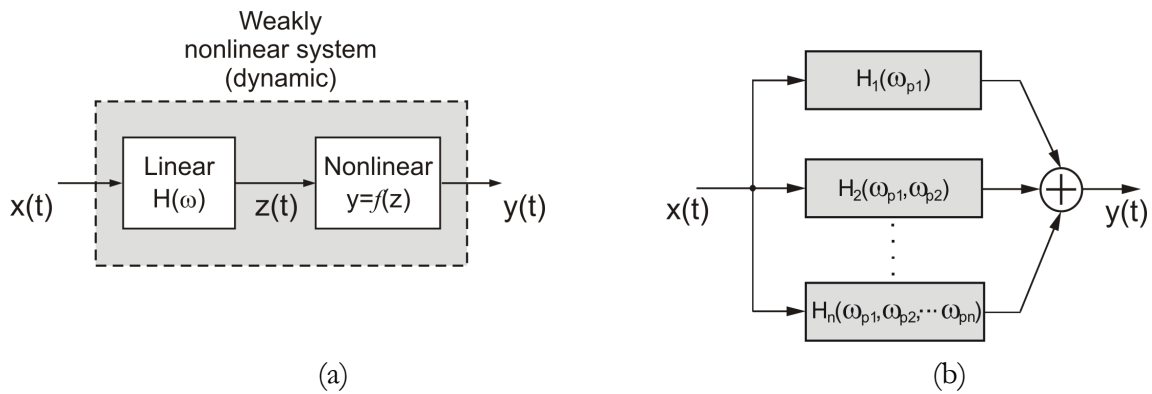 Weakly
nonlinear system
(dynamic)
Linear
H(ω)
Nonlinear
y=f(z)
x(t)
z(t)
y(t)
(a)
H₁(ωₚ₁)
H₂(ωₚ₁,ωₚ₂)
Hₙ(ωₚ₁,ωₚ₂,⋯ωₚₙ)
x(t)
y(t)
(b)